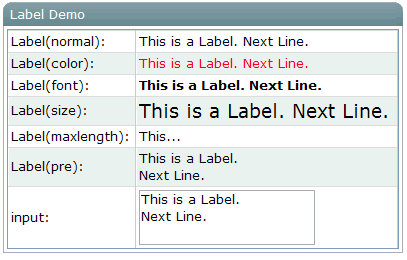 Label Demo
Label(normal): This is a Label. Next Line.
Label(color): This is a Label. Next Line.
Label(font): This is a Label. Next Line.
Label(size): This is a Label. Next Line.
Label(maxlength): This...
Label(pre): This is a Label.
Next Line.
input: This is a Label.
Next Line.